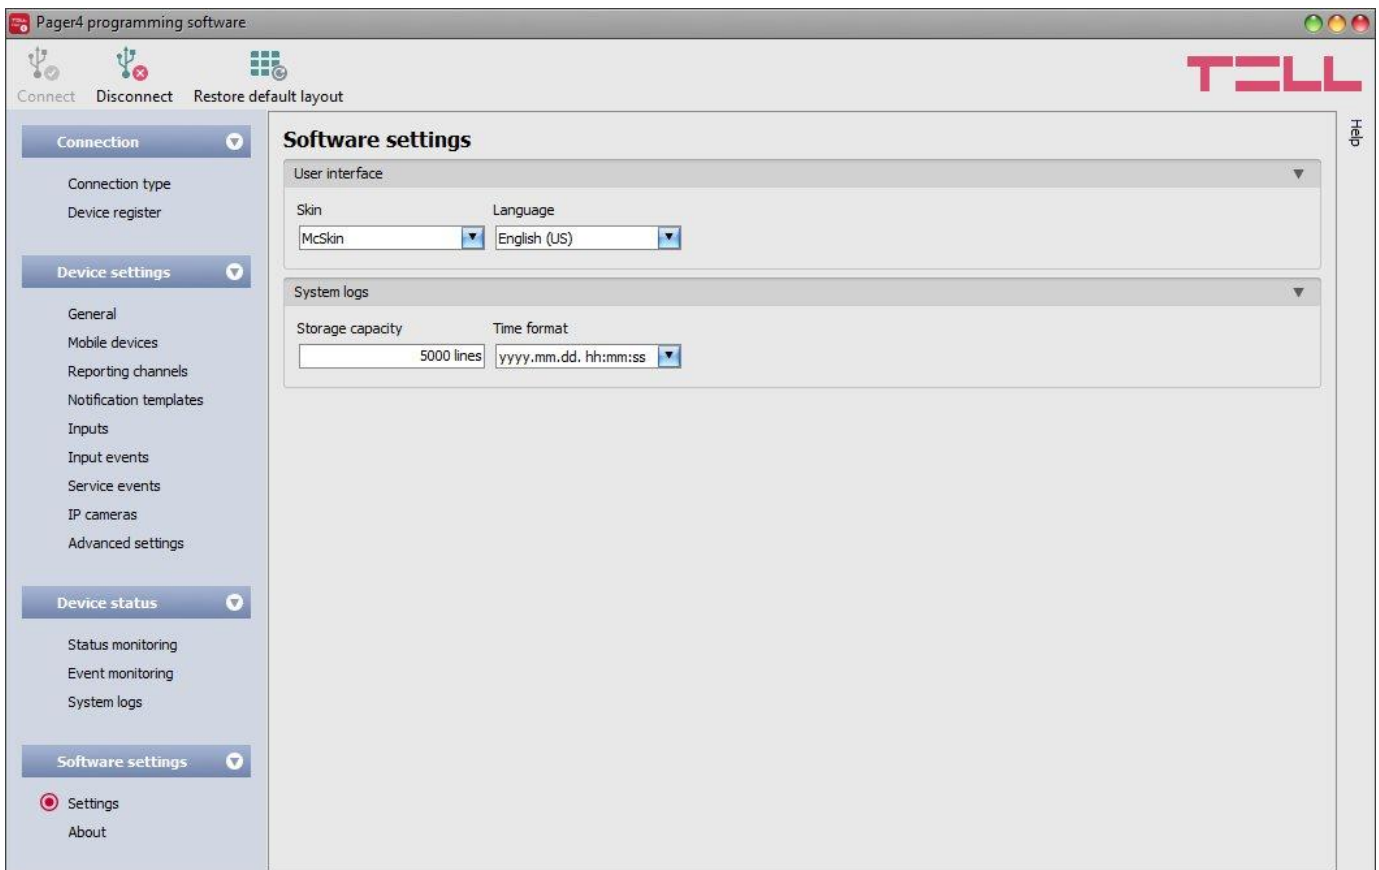 Pager4 programming software
Connect Disconnect Restore default layout
TELL
Help
Connection
Connection type
Device register
Device settings
General
Mobile devices
Reporting channels
Notification templates
Inputs
Input events
Service events
IP cameras
Advanced settings
Device status
Status monitoring
Event monitoring
System logs
Software settings
Settings
About
Software settings
User interface
Skin Language
McSkin English (US)
System logs
Storage capacity Time format
5000 lines yyyy.mm.dd. hh:mm:ss